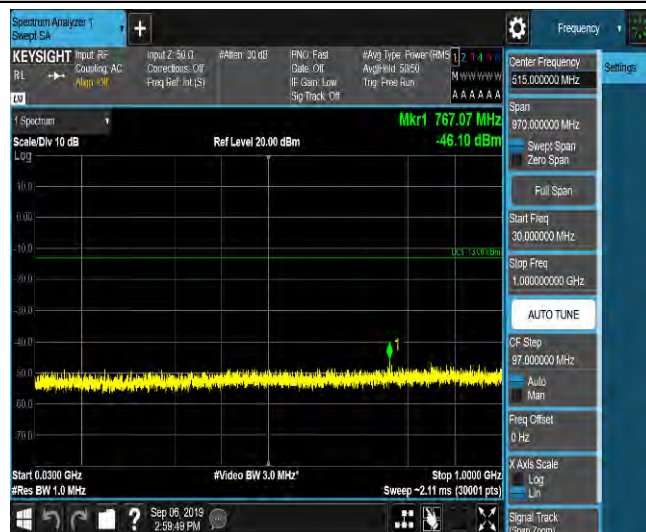 Spectrum Analyzer 1
Swept SA
+
Frequency
KEYSIGHT
RL
Input: RF
Coupling: AC
Align: Off
Input Z: 50 Ω
Corrections: Off
Freq Ref: Int (S)
#Atten: 30 dB
PNO: Fast
Gate: Off
IF Gain: Low
Sig Track: Off
#Avg Type: Power (RMS
Avg|Hold: 50/50
Trig: Free Run
M W W W W W
A A A A A A
1 Spectrum
Scale/Div 10 dB
Log
Ref Level 20.00 dBm
Mkr1 767.07 MHz
-46.10 dBm
10.0
0.00
-10.0
-20.0
-30.0
-40.0
-50.0
-60.0
-70.0
DL1 -13.00 dBm
1
Start 0.0300 GHz
#Res BW 1.0 MHz
#Video BW 3.0 MHz*
Stop 1.0000 GHz
Sweep ~2.11 ms (30001 pts)
Sep 06, 2019
2:59:49 PM
Center Frequency
515.000000 MHz
Settings
Span
970.000000 MHz
Swept Span
Zero Span
Full Span
Start Freq
30.000000 MHz
Stop Freq
1.000000000 GHz
AUTO TUNE
CF Step
97.000000 MHz
Auto
Man
Freq Offset
0 Hz
X Axis Scale
Log
Lin
Signal Track
(Span Zoom)